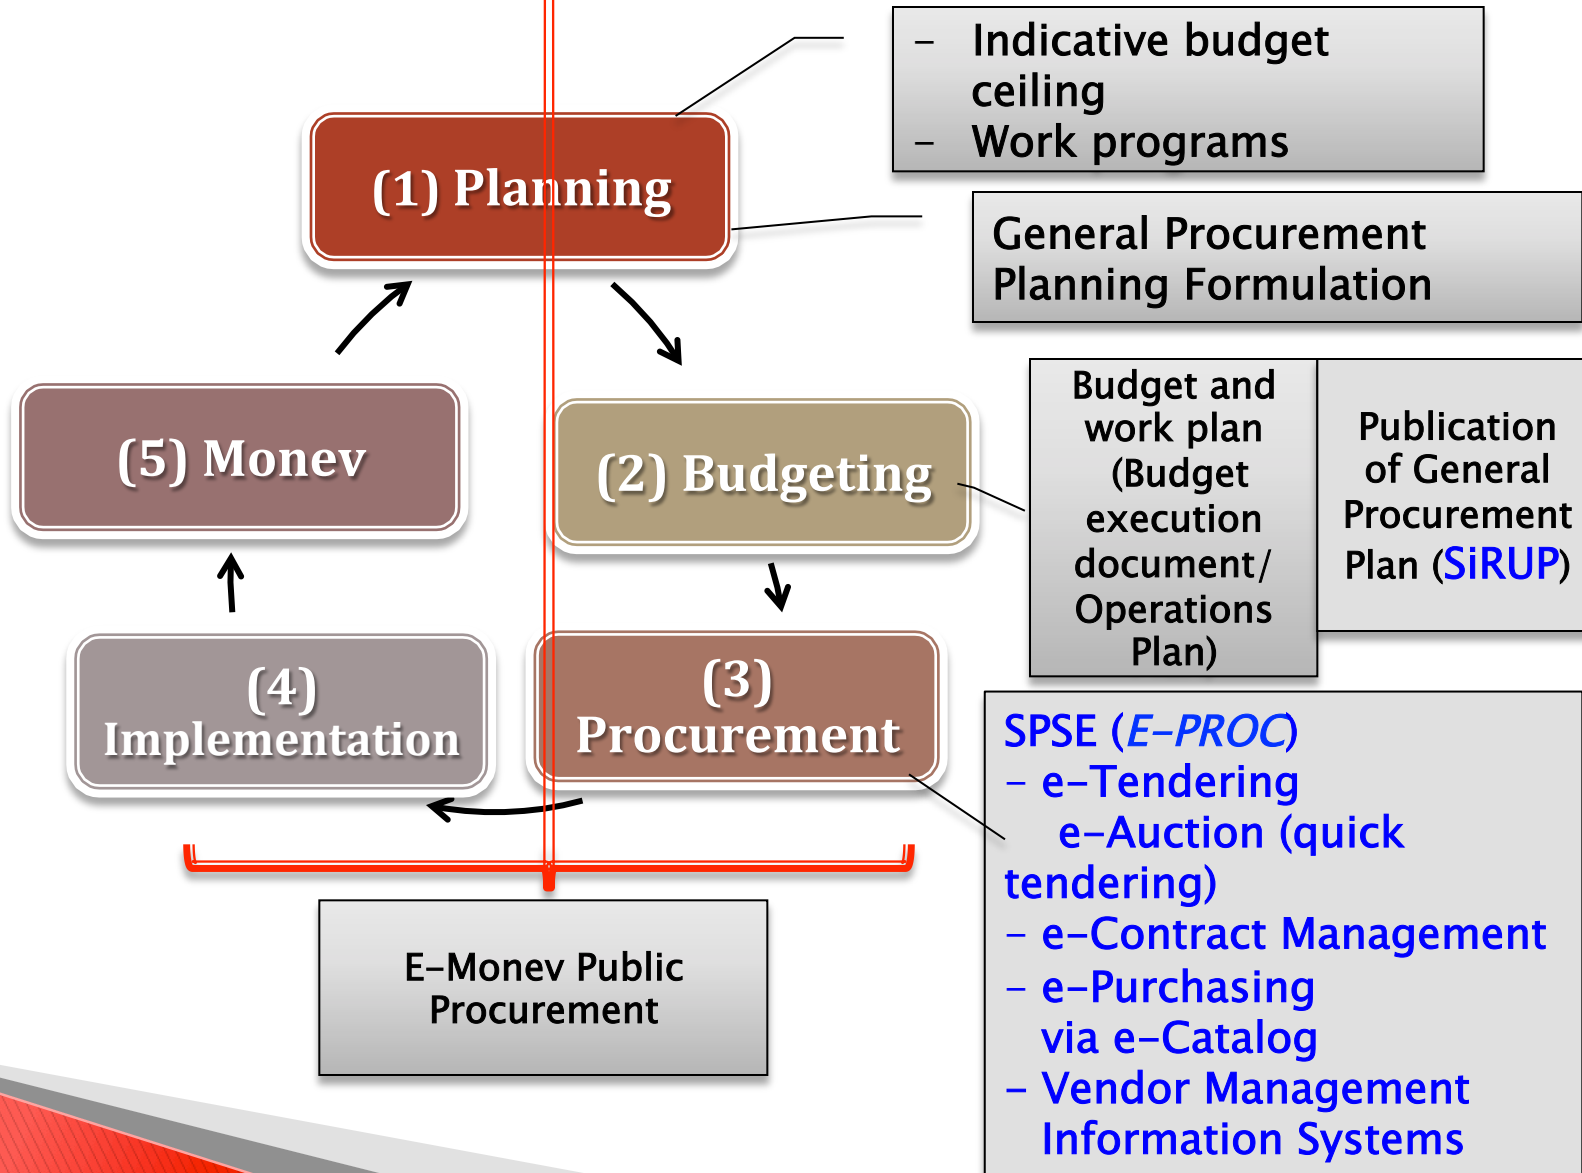 - Indicative budget
ceiling
- Work programs
(1) Planning
General Procurement
Planning Formulation
(5) Monev
(2) Budgeting
Budget and
work plan
(Budget
execution
document/
Operations
Plan)
Publication
of General
Procurement
Plan (SiRUP)
(4)
Implementation
(3)
Procurement
SPSE (E-PROC)
- e-Tendering
e-Auction (quick
tendering)
- e-Contract Management
- e-Purchasing
via e-Catalog
- Vendor Management
Information Systems
E-Monev Public
Procurement